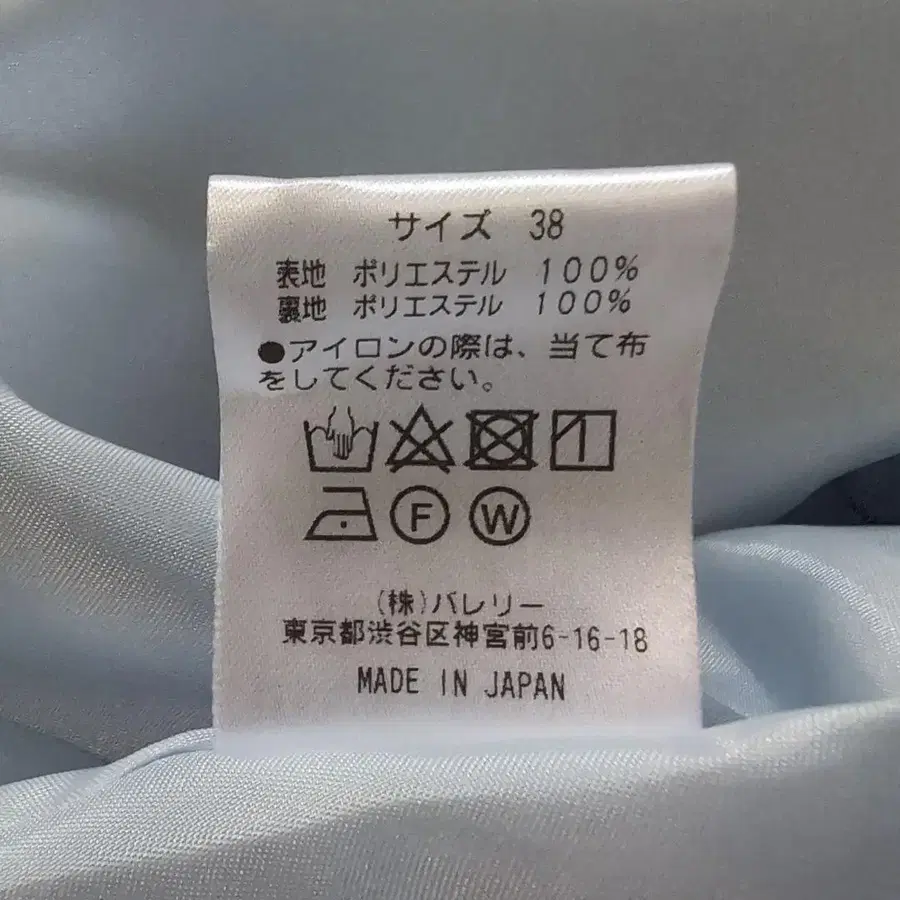 サイズ 38
表地 ポリエステル 100%
裏地 ポリエステル 100%
●アイロンの際は、当て布
をしてください。
F W
(株)バレリー
東京都渋谷区神宮前6-16-18
MADE IN JAPAN